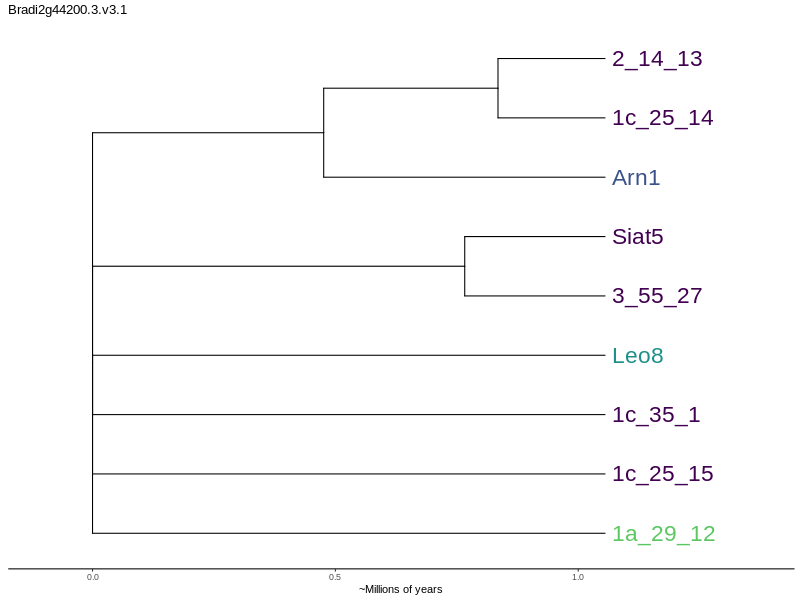 Bradi2g44200.3.v3.1
2_14_13
1c_25_14
Arn1
Siat5
3_55_27
Leo8
1c_35_1
1c_25_15
1a_29_12
0.0 0.5 1.0
~Millions of years